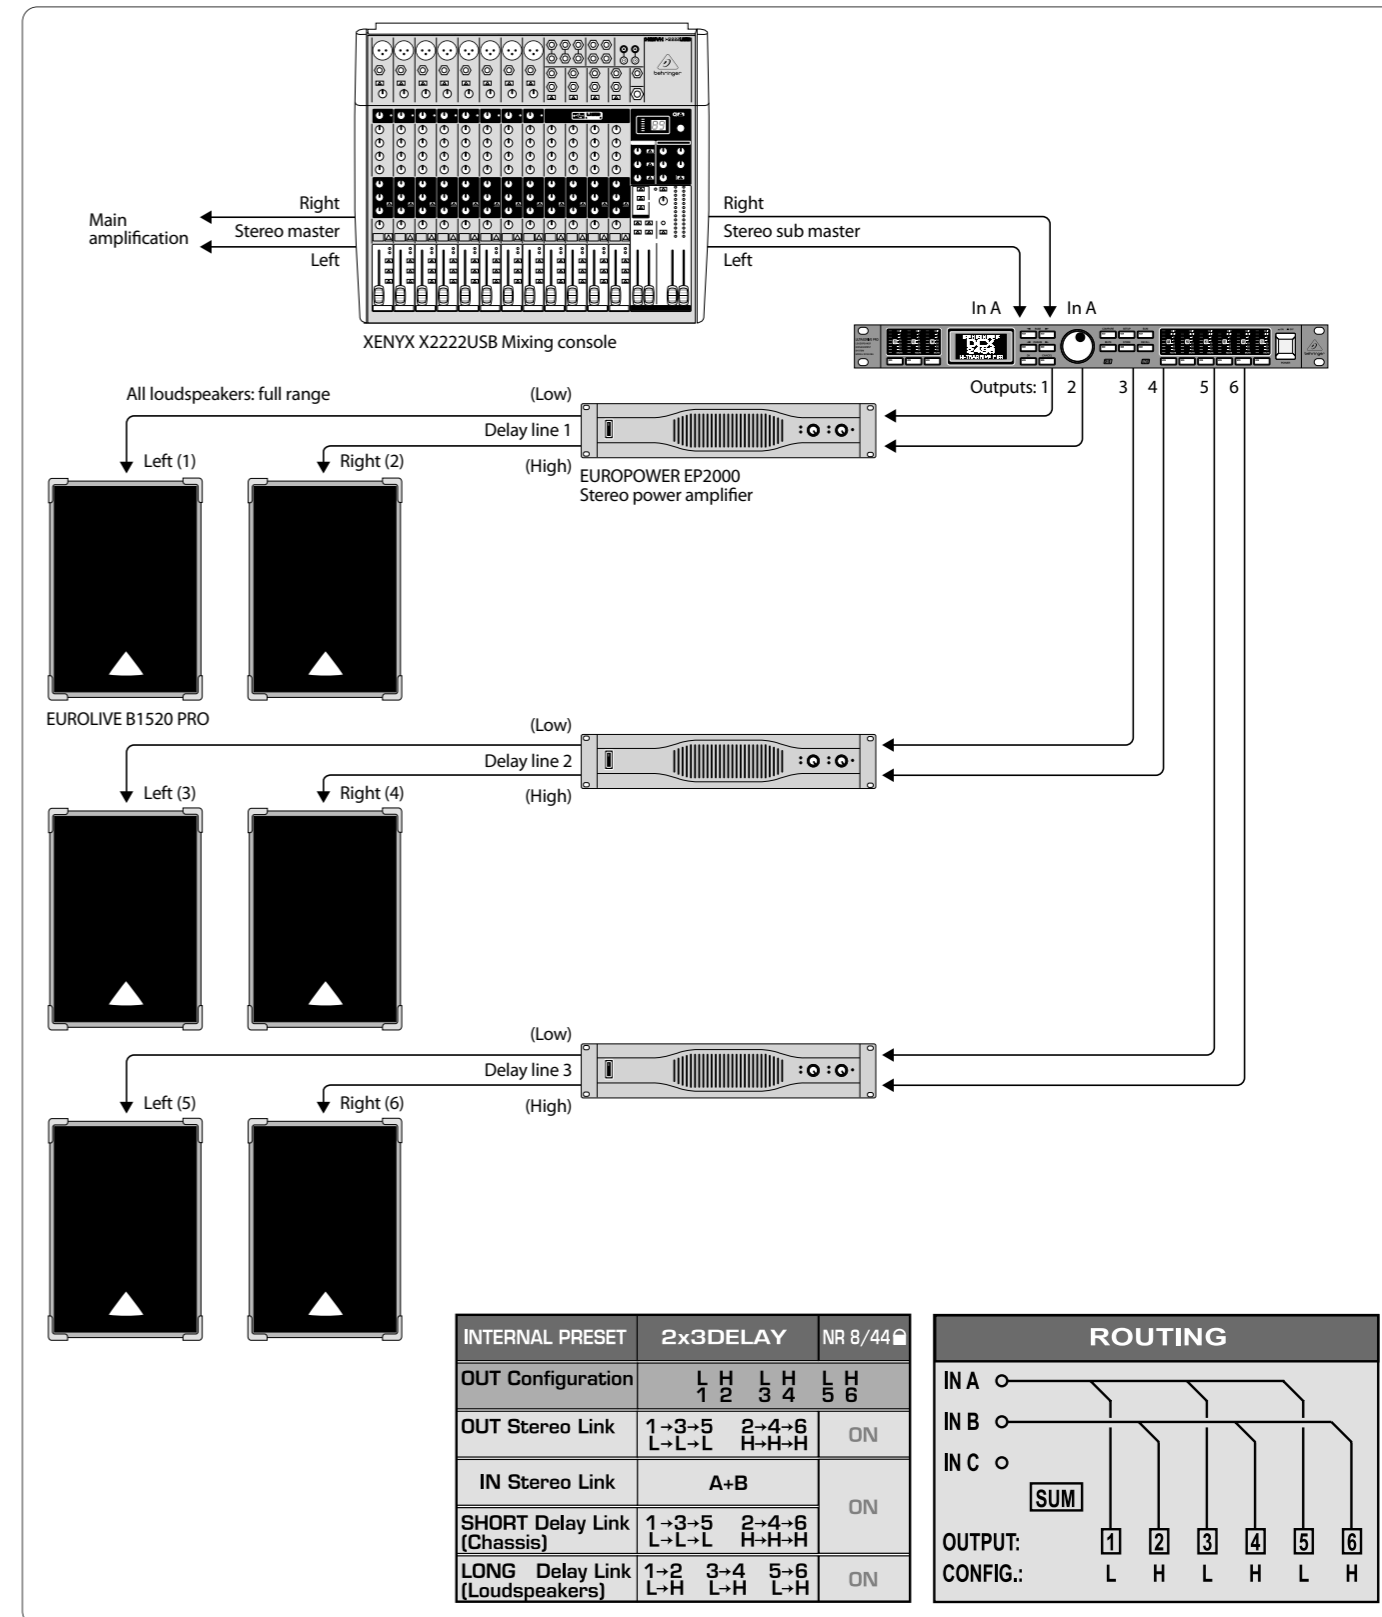 behringer
Right
Main
amplification
Stereo master
Left
Right
Stereo sub master
Left
XENYX X2222USB Mixing console
In A
In A
behringer
Outputs: 1
2
3
4
5
6
All loudspeakers: full range
(Low)
Delay line 1
(High)
Left (1)
Right (2)
EUROPOWER EP2000
Stereo power amplifier
EUROLIVE B1520 PRO
(Low)
Delay line 2
(High)
Left (3)
Right (4)
(Low)
Delay line 3
(High)
Left (5)
Right (6)
INTERNAL PRESET 2x3DELAY NR 8/44
OUT Configuration L H L H L H
1 2 3 4 5 6
OUT Stereo Link 1→3→5 2→4→6 ON
L→L→L H→H→H
IN Stereo Link A+B
ON
SHORT Delay Link 1→3→5 2→4→6
(Chassis) L→L→L H→H→H
LONG Delay Link 1→2 3→4 5→6 ON
(Loudspeakers) L→H L→H L→H
ROUTING
IN A
IN B
IN C
SUM
OUTPUT: 1 2 3 4 5 6
CONFIG.: L H L H L H